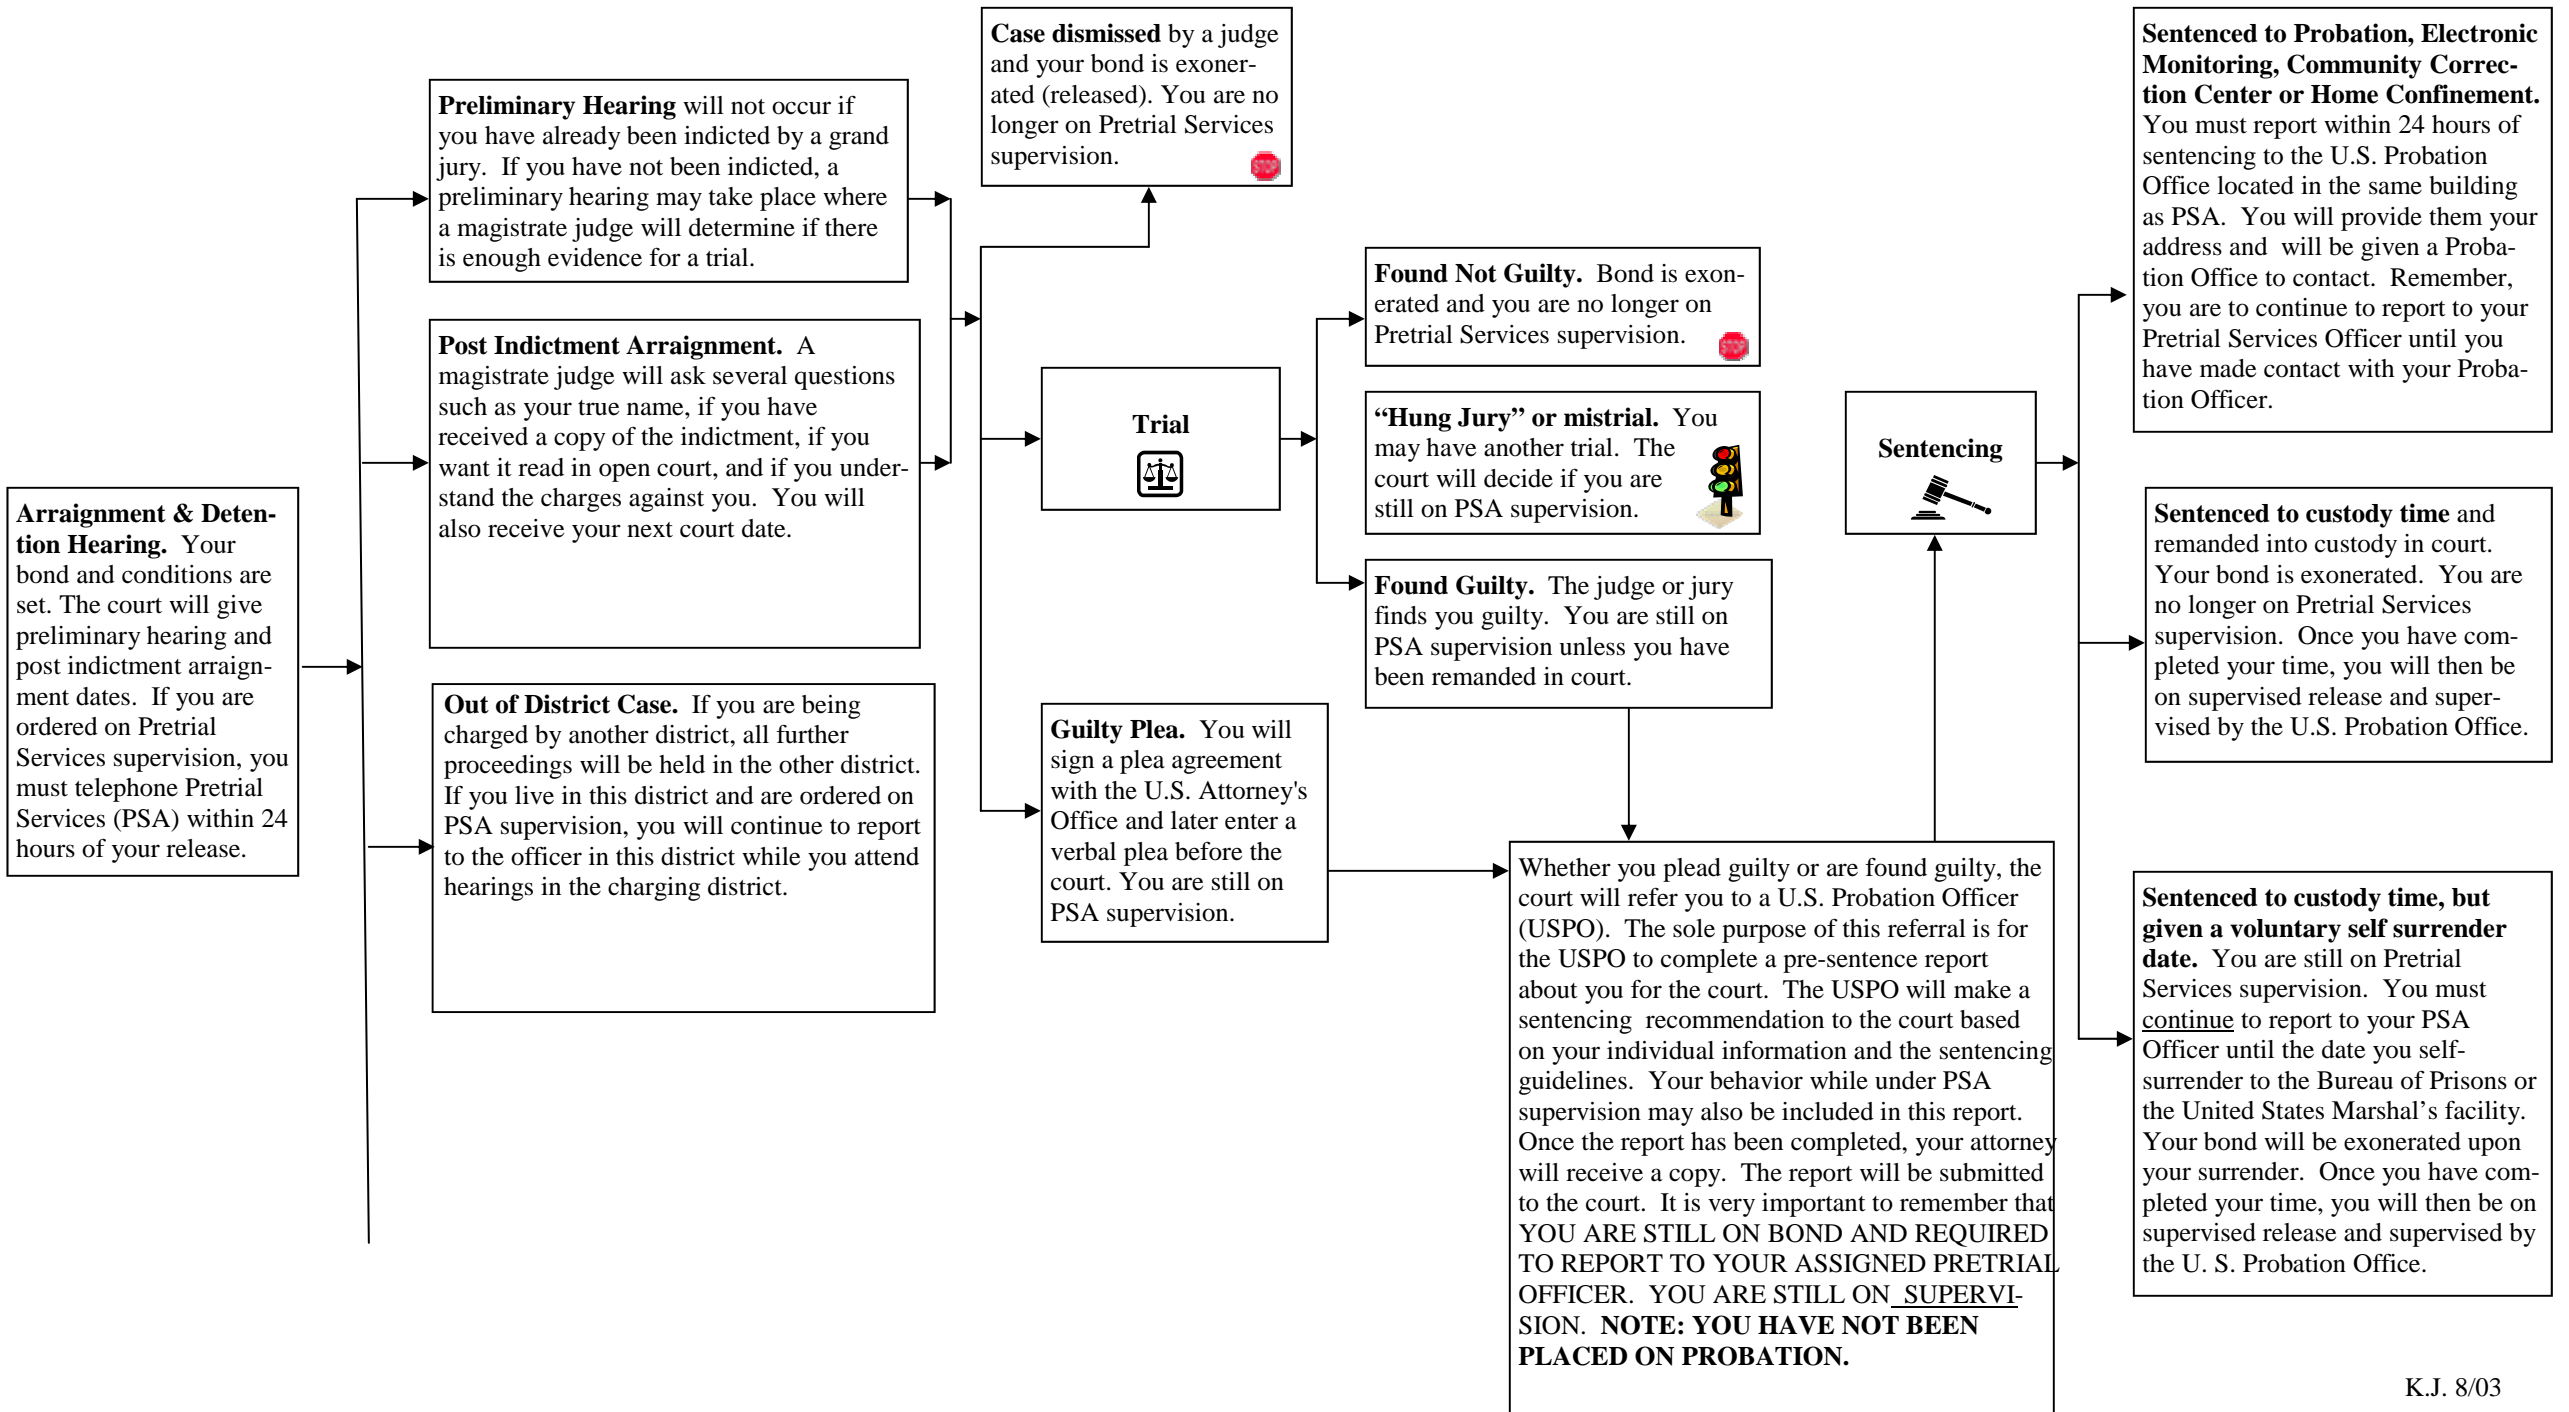 Arraignment & Deten-
tion Hearing.  Your
bond and conditions are
set. The court will give
preliminary hearing and
post indictment arraign-
ment dates.  If you are
ordered on Pretrial
Services supervision, you
must telephone Pretrial
Services (PSA) within 24
hours of your release.
Preliminary Hearing will not occur if
you have already been indicted by a grand
jury.  If you have not been indicted, a
preliminary hearing may take place where
a magistrate judge will determine if there
is enough evidence for a trial.
Post Indictment Arraignment.  A
magistrate judge will ask several questions
such as your true name, if you have
received a copy of the indictment, if you
want it read in open court, and if you under-
stand the charges against you.  You will
also receive your next court date.
Out of District Case.  If you are being
charged by another district, all further
proceedings will be held in the other district.
If you live in this district and are ordered on
PSA supervision, you will continue to report
to the officer in this district while you attend
hearings in the charging district.
Case dismissed by a judge
and your bond is exoner-
ated (released). You are no
longer on Pretrial Services
supervision.
STOP
Trial
Guilty Plea.  You will
sign a plea agreement
with the U.S. Attorney's
Office and later enter a
verbal plea before the
court. You are still on
PSA supervision.
Found Not Guilty.  Bond is exon-
erated and you are no longer on
Pretrial Services supervision.
STOP
“Hung Jury” or mistrial.  You
may have another trial.  The
court will decide if you are
still on PSA supervision.
Found Guilty.  The judge or jury
finds you guilty.  You are still on
PSA supervision unless you have
been remanded in court.
Whether you plead guilty or are found guilty, the
court will refer you to a U.S. Probation Officer
(USPO).  The sole purpose of this referral is for
the USPO to complete a pre-sentence report
about you for the court.  The USPO will make a
sentencing  recommendation to the court based
on your individual information and the sentencing
guidelines.  Your behavior while under PSA
supervision may also be included in this report.
Once the report has been completed, your attorney
will receive a copy.  The report will be submitted
to the court.  It is very important to remember that
YOU ARE STILL ON BOND AND REQUIRED
TO REPORT TO YOUR ASSIGNED PRETRIAL
OFFICER.  YOU ARE STILL ON  SUPERVI-
SION.  NOTE: YOU HAVE NOT BEEN
PLACED ON PROBATION.
Sentencing
Sentenced to Probation, Electronic
Monitoring, Community Correc-
tion Center or Home Confinement.
You must report within 24 hours of
sentencing to the U.S. Probation
Office located in the same building
as PSA.  You will provide them your
address and  will be given a Proba-
tion Office to contact.  Remember,
you are to continue to report to your
Pretrial Services Officer until you
have made contact with your Proba-
tion Officer.
Sentenced to custody time and
remanded into custody in court.
Your bond is exonerated.  You are
no longer on Pretrial Services
supervision.  Once you have com-
pleted your time, you will then be
on supervised release and super-
vised by the U.S. Probation Office.
Sentenced to custody time, but
given a voluntary self surrender
date.  You are still on Pretrial
Services supervision.  You must
continue to report to your PSA
Officer until the date you self-
surrender to the Bureau of Prisons or
the United States Marshal’s facility.
Your bond will be exonerated upon
your surrender.  Once you have com-
pleted your time, you will then be on
supervised release and supervised by
the U. S. Probation Office.
K.J. 8/03